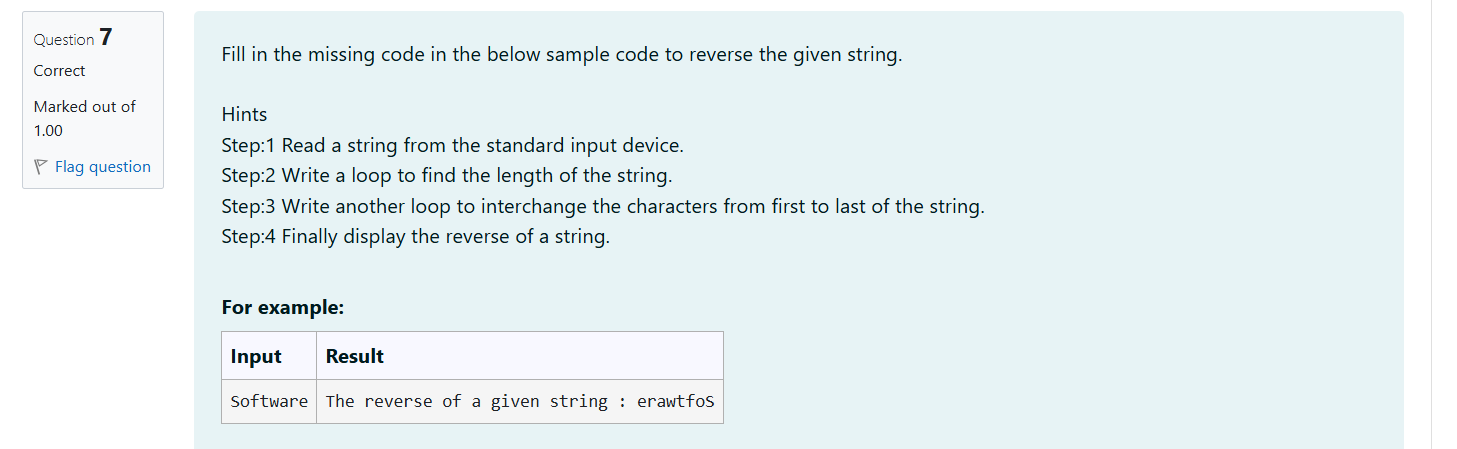 Question 7
Correct
Marked out of
1.00
Flag question
Fill in the missing code in the below sample code to reverse the given string.
Hints
Step:1 Read a string from the standard input device.
Step:2 Write a loop to find the length of the string.
Step:3 Write another loop to interchange the characters from first to last of the string.
Step:4 Finally display the reverse of a string.
For example:
Input Result
Software The reverse of a given string : erawtfoS